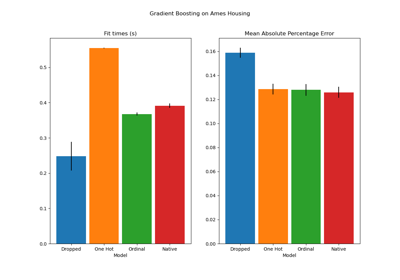 Gradient Boosting on Ames Housing
Fit times (s)
0.5
0.4
0.3
0.2
0.1
0.0
Dropped One Hot Ordinal Native
Model
Mean Absolute Percentage Error
0.16
0.14
0.12
0.10
0.08
0.06
0.04
0.02
0.00
Dropped One Hot Ordinal Native
Model